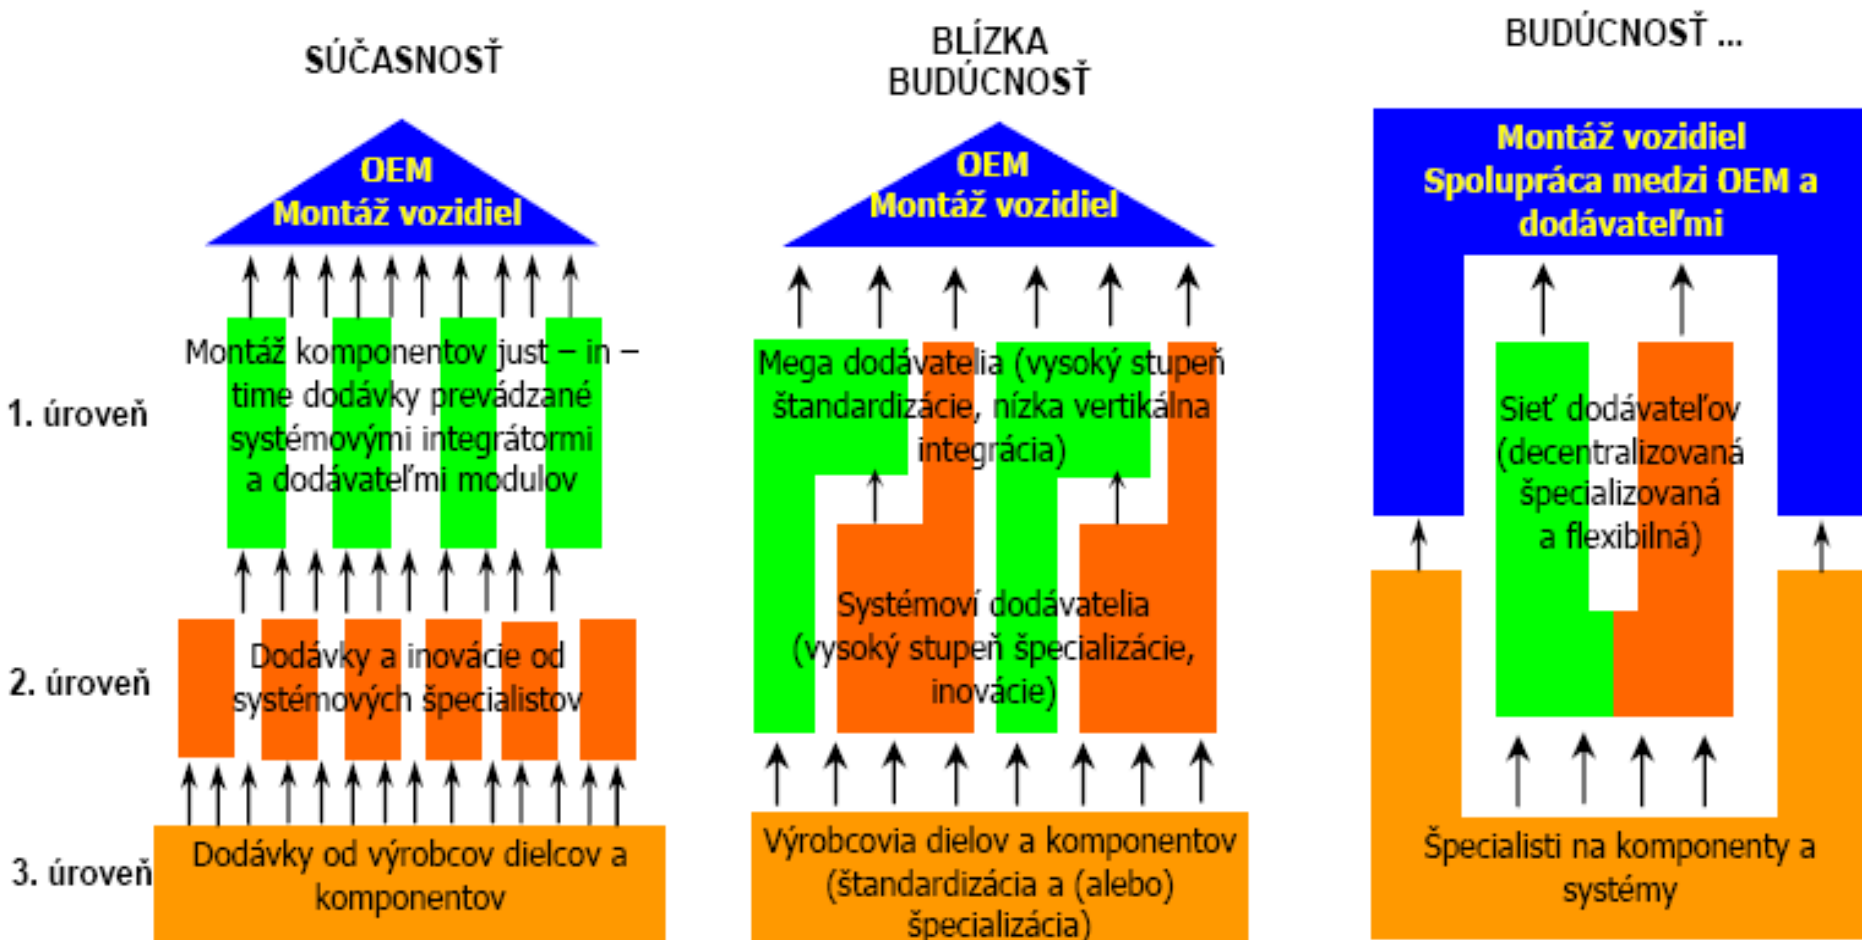 SÚČASNOSŤ
OEM
Montáž vozidiel
1. úroveň
Montáž komponentov just – in –
time dodávky prevádzané
systémovými integrátormi
a dodávateľmi modulov
2. úroveň
Dodávky a inovácie od
systémových špecialistov
3. úroveň
Dodávky od výrobcov dielcov a
komponentov
BLÍZKA
BUDÚCNOSŤ
OEM
Montáž vozidiel
Mega dodávatelia (vysoký stupeň
štandardizácie, nízka vertikálna
integrácia)
Systémoví dodávatelia
(vysoký stupeň špecializácie,
inovácie)
Výrobcovia dielov a komponentov
(štandardizácia a (alebo)
špecializácia)
BUDÚCNOSŤ ...
Montáž vozidiel
Spolupráca medzi OEM a
dodávateľmi
Sieť dodávateľov
(decentralizovaná
špecializovaná
a flexibilná)
Špecialisti na komponenty a
systémy